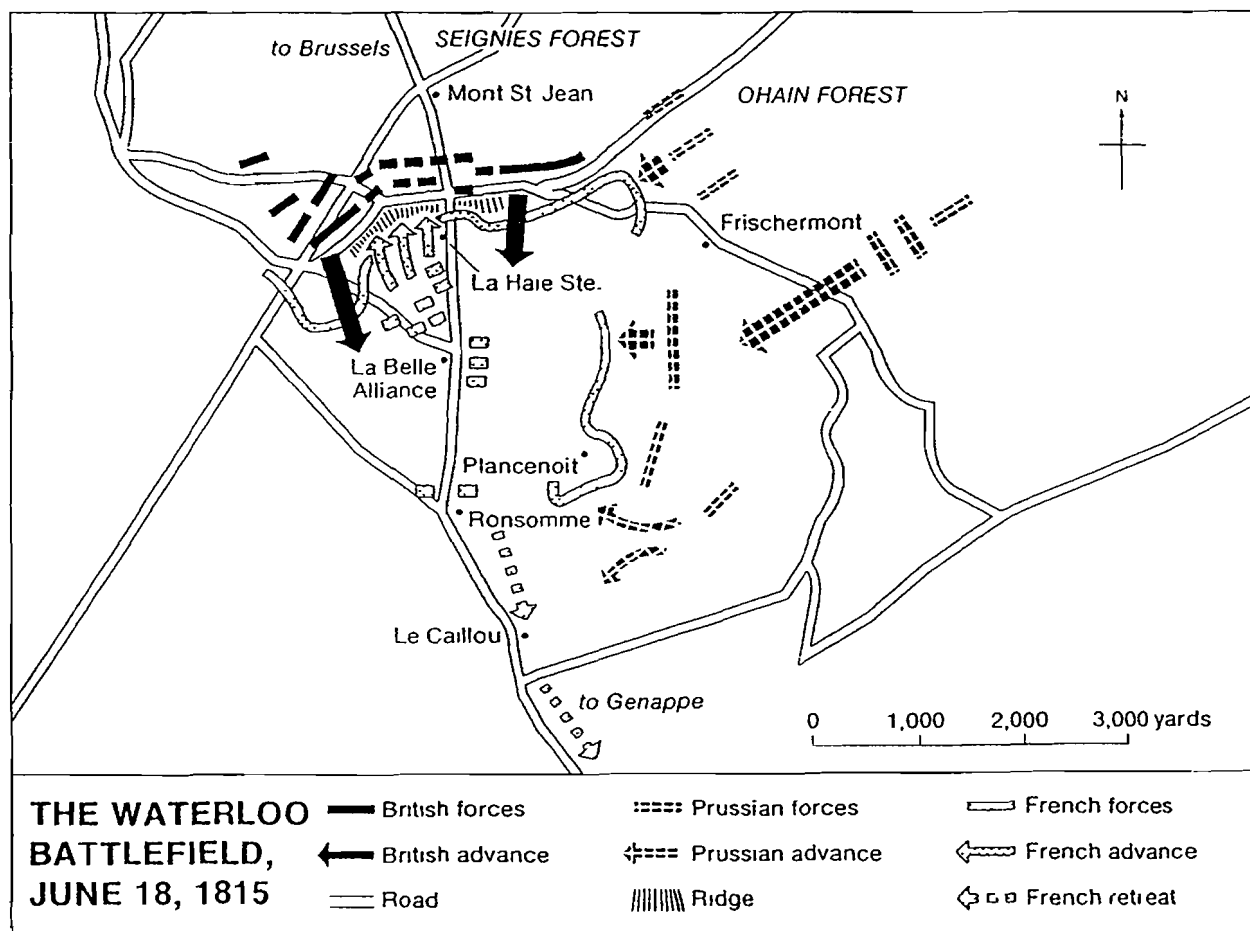 to Brussels
SEIGNIES FOREST
Mont St Jean
OHAIN FOREST
N
Frischermont
La Haie Ste.
La Belle
Alliance
Plancenoit
Ronsomme
Le Caillou
to Genappe
0 1,000 2,000 3,000 yards
THE WATERLOO
BATTLEFIELD,
JUNE 18, 1815
British forces
British advance
Road
Prussian forces
Prussian advance
Ridge
French forces
French advance
French retreat